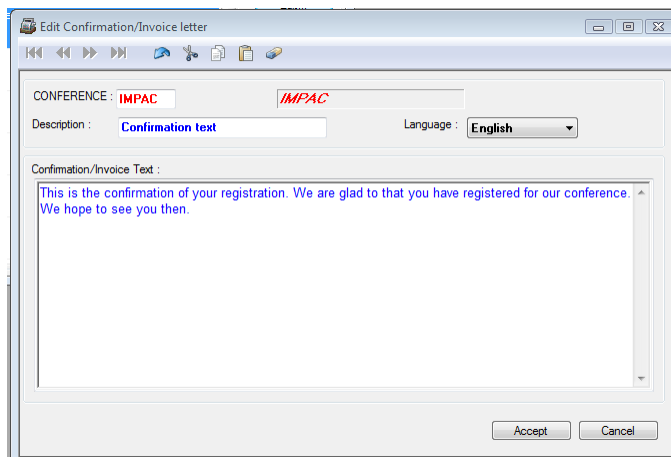 Edit Confirmation/Invoice letter
CONFERENCE : IMPAC IMPAC
Description : Confirmation text Language : English
Confirmation/Invoice Text :
This is the confirmation of your registration. We are glad to that you have registered for our conference.
We hope to see you then.
Accept Cancel